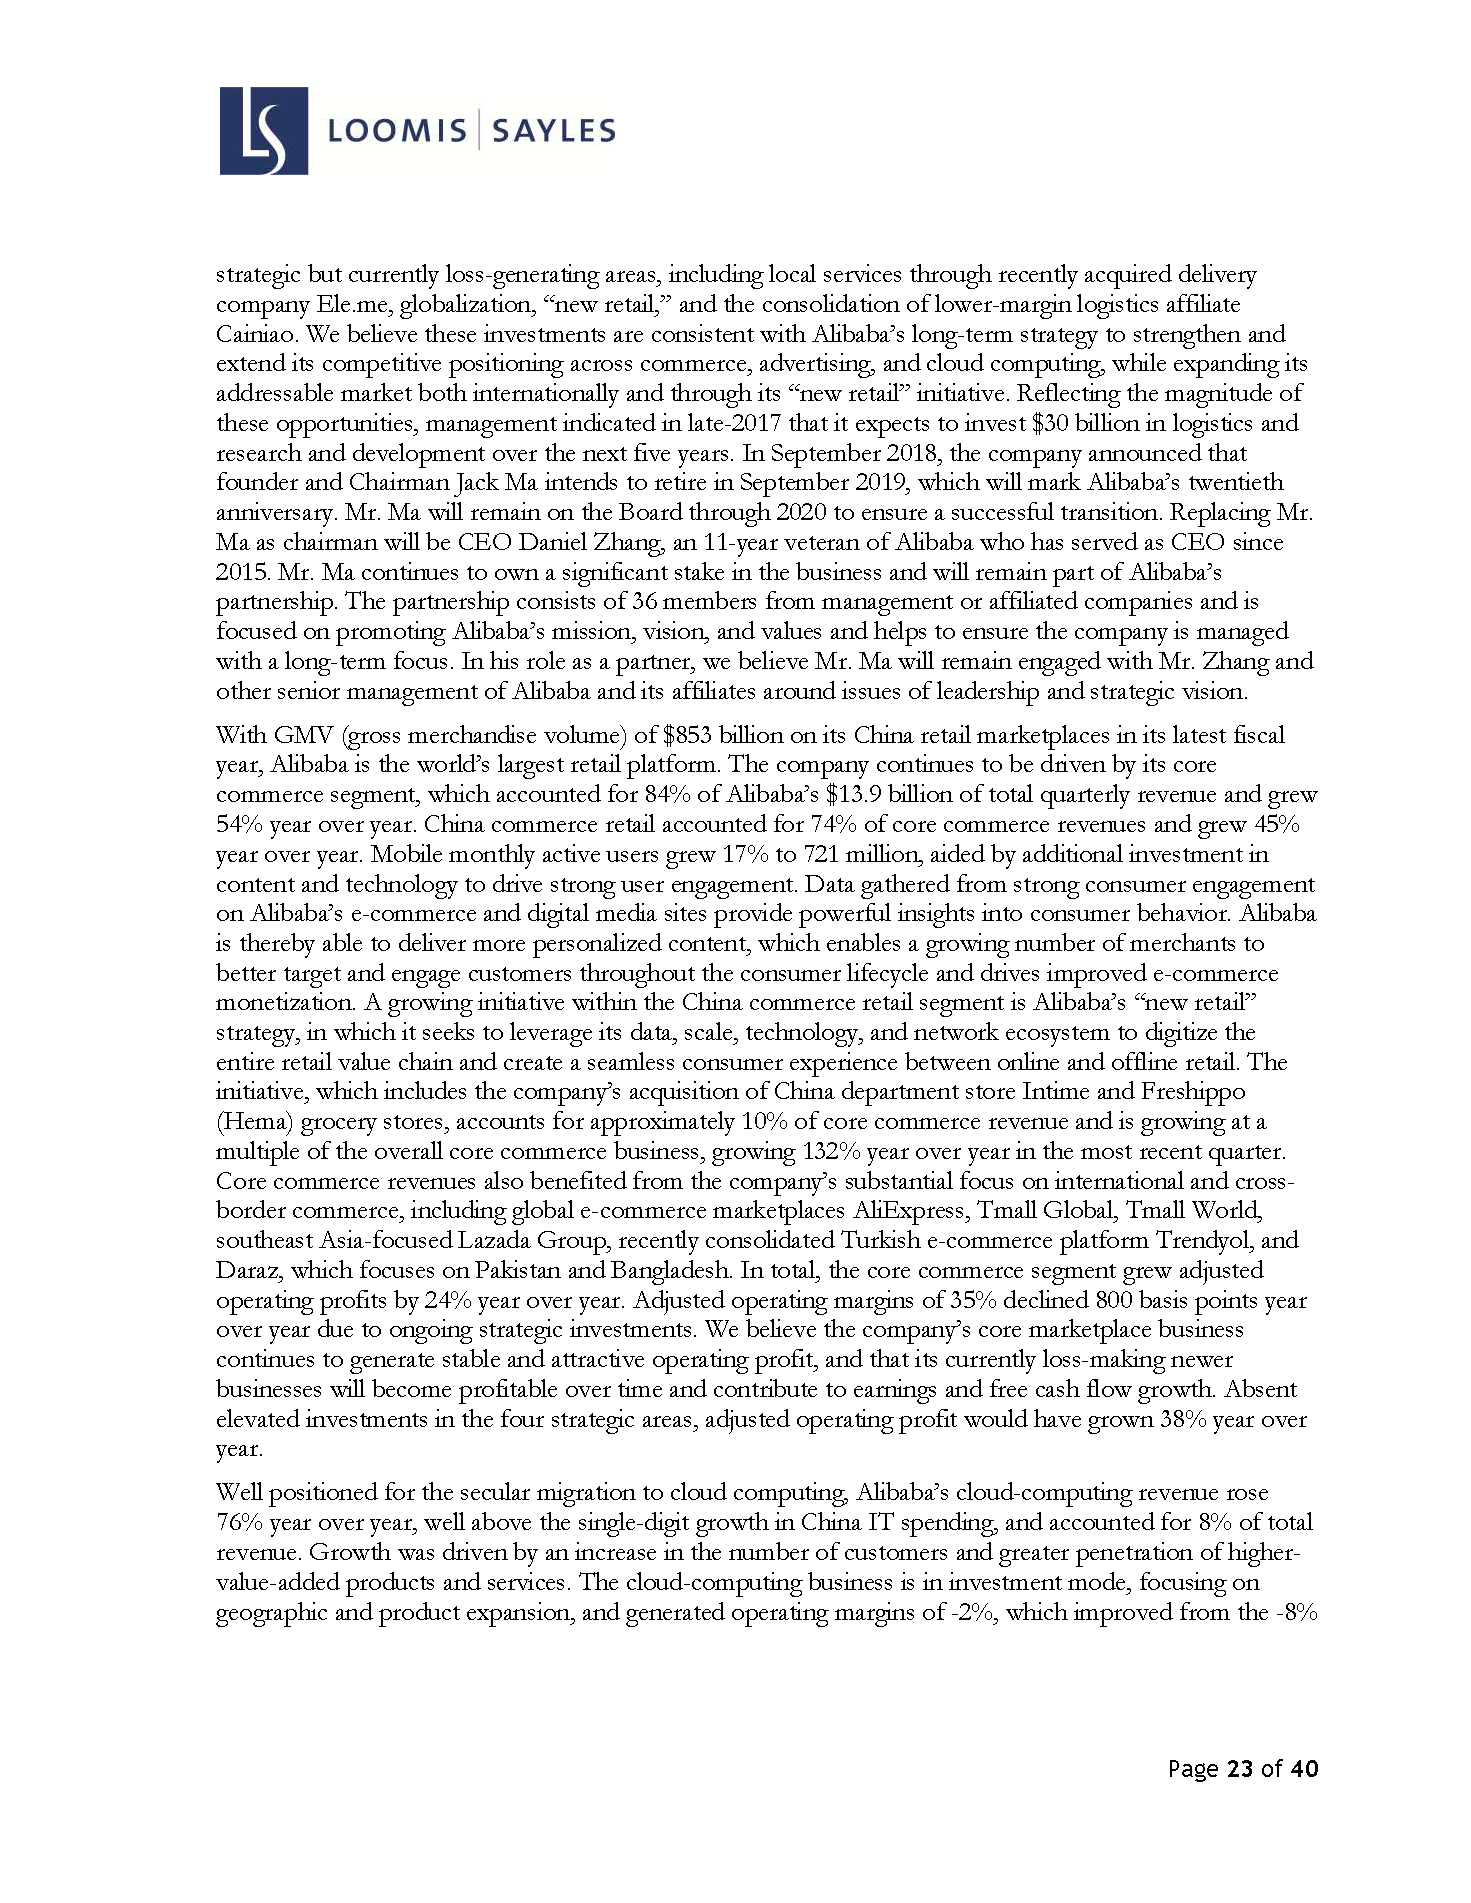 LS LOOMIS | SAYLES
strategic but currently loss-generating areas, including local services through recently acquired delivery
company Ele.me, globalization, “new retail,” and the consolidation of lower-margin logistics affiliate
Cainiao. We believe these investments are consistent with Alibaba’s long-term strategy to strengthen and
extend its competitive positioning across commerce, advertising, and cloud computing, while expanding its
addressable market both internationally and through its “new retail” initiative. Reflecting the magnitude of
these opportunities, management indicated in late-2017 that it expects to invest $30 billion in logistics and
research and development over the next five years. In September 2018, the company announced that
founder and Chairman Jack Ma intends to retire in September 2019, which will mark Alibaba’s twentieth
anniversary. Mr. Ma will remain on the Board through 2020 to ensure a successful transition. Replacing Mr.
Ma as chairman will be CEO Daniel Zhang, an 11-year veteran of Alibaba who has served as CEO since
2015. Mr. Ma continues to own a significant stake in the business and will remain part of Alibaba’s
partnership. The partnership consists of 36 members from management or affiliated companies and is
focused on promoting Alibaba’s mission, vision, and values and helps to ensure the company is managed
with a long-term focus. In his role as a partner, we believe Mr. Ma will remain engaged with Mr. Zhang and
other senior management of Alibaba and its affiliates around issues of leadership and strategic vision.
With GMV (gross merchandise volume) of $853 billion on its China retail marketplaces in its latest fiscal
year, Alibaba is the world’s largest retail platform. The company continues to be driven by its core
commerce segment, which accounted for 84% of Alibaba’s $13.9 billion of total quarterly revenue and grew
54% year over year. China commerce retail accounted for 74% of core commerce revenues and grew 45%
year over year. Mobile monthly active users grew 17% to 721 million, aided by additional investment in
content and technology to drive strong user engagement. Data gathered from strong consumer engagement
on Alibaba’s e-commerce and digital media sites provide powerful insights into consumer behavior. Alibaba
is thereby able to deliver more personalized content, which enables a growing number of merchants to
better target and engage customers throughout the consumer lifecycle and drives improved e-commerce
monetization. A growing initiative within the China commerce retail segment is Alibaba’s “new retail”
strategy, in which it seeks to leverage its data, scale, technology, and network ecosystem to digitize the
entire retail value chain and create a seamless consumer experience between online and offline retail. The
initiative, which includes the company’s acquisition of China department store Intime and Freshippo
(Hema) grocery stores, accounts for approximately 10% of core commerce revenue and is growing at a
multiple of the overall core commerce business, growing 132% year over year in the most recent quarter.
Core commerce revenues also benefited from the company’s substantial focus on international and cross-
border commerce, including global e-commerce marketplaces AliExpress, Tmall Global, Tmall World,
southeast Asia-focused Lazada Group, recently consolidated Turkish e-commerce platform Trendyol, and
Daraz, which focuses on Pakistan and Bangladesh. In total, the core commerce segment grew adjusted
operating profits by 24% year over year. Adjusted operating margins of 35% declined 800 basis points year
over year due to ongoing strategic investments. We believe the company’s core marketplace business
continues to generate stable and attractive operating profit, and that its currently loss-making newer
businesses will become profitable over time and contribute to earnings and free cash flow growth. Absent
elevated investments in the four strategic areas, adjusted operating profit would have grown 38% year over
year.
Well positioned for the secular migration to cloud computing, Alibaba’s cloud-computing revenue rose
76% year over year, well above the single-digit growth in China IT spending, and accounted for 8% of total
revenue. Growth was driven by an increase in the number of customers and greater penetration of higher-
value-added products and services. The cloud-computing business is in investment mode, focusing on
geographic and product expansion, and generated operating margins of -2%, which improved from the -8%
Page 23 of 40